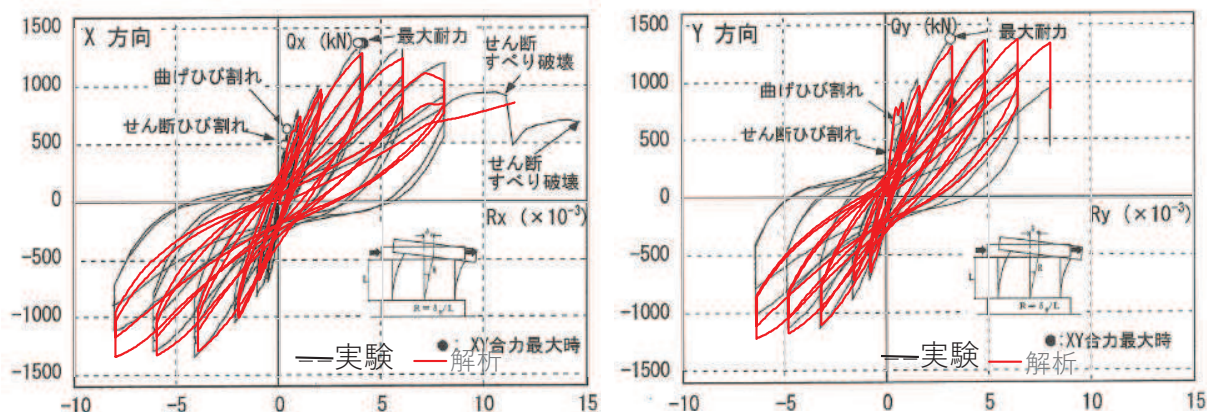 X 方向
Qx (kN)
最大耐力
せん断
すべり破壊
曲げひび割れ
せん断ひび割れ
せん断
すべり破壊
Rx (×10⁻³)
L
R=δ/L
●: XY合力最大時
実験
解析
1500
1000
500
0
−500
−1000
−1500
−10
−5
0
5
10
15
Y 方向
Qy (kN)
最大耐力
曲げひび割れ
せん断ひび割れ
Ry (×10⁻³)
L
●:XY合力最大時
実験
解析
1500
1000
500
0
−500
−1000
−1500
−10
−5
0
5
10
15